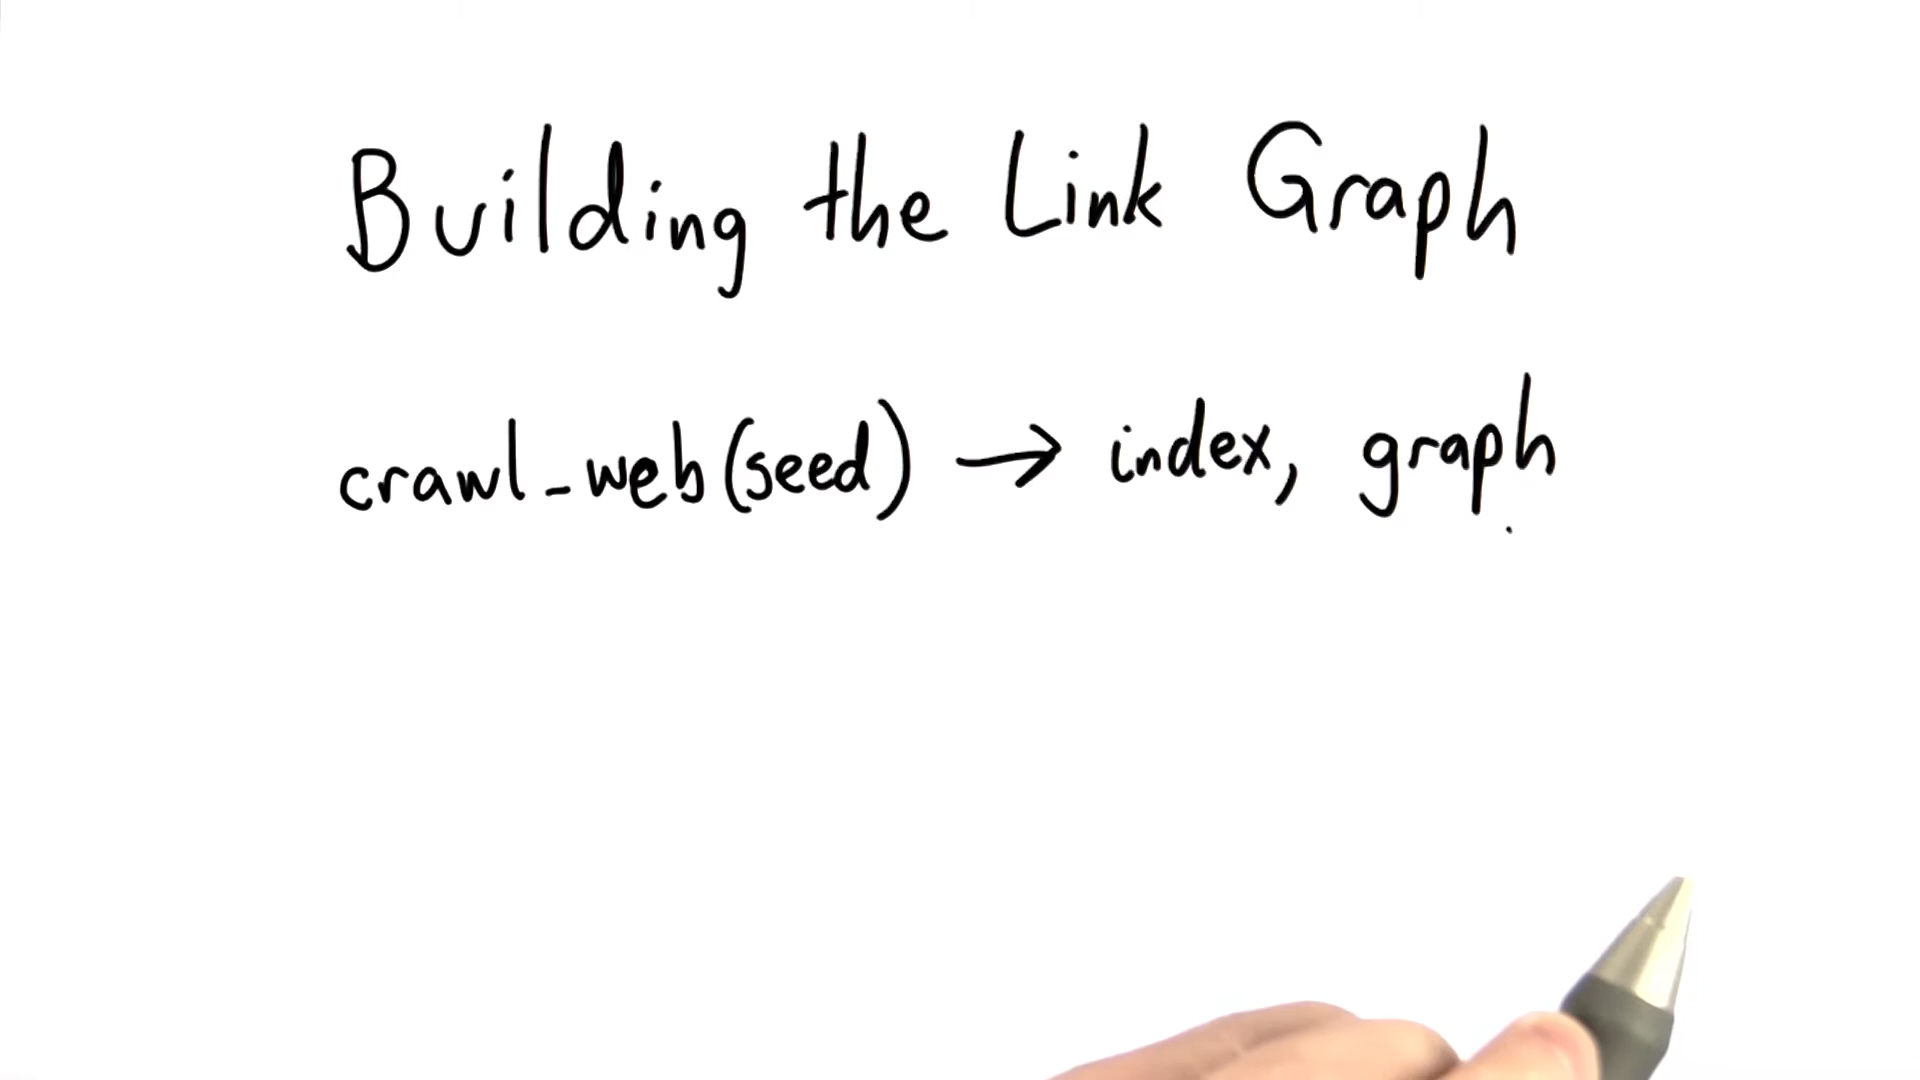 Building the Link Graph
crawl_web(seed) → index, graph